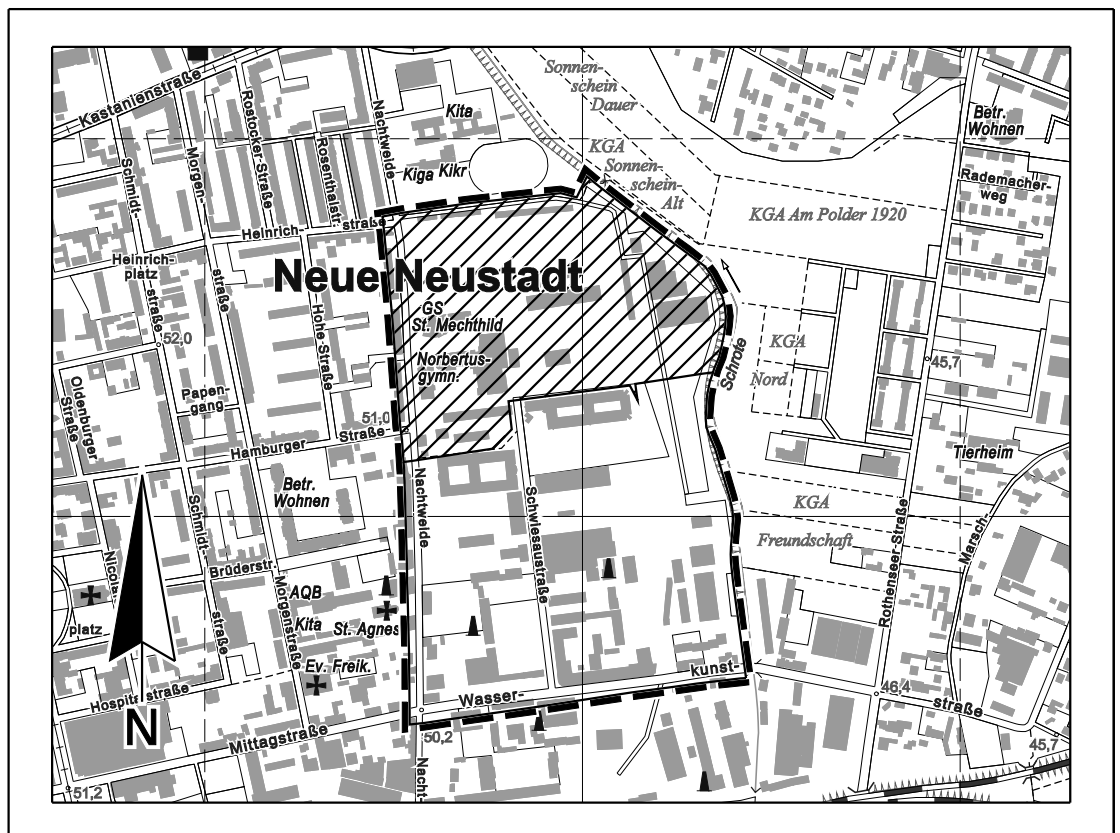 Kastanienstraße
Rostocker-Straße
Rosenthalstr.
Nachtweide
Schmidt-
Morgen-
Kita
Kiga Kikr
Sonnen-
schein
Dauer
KGA
Sonnen-
schein-
Alt
KGA Am Polder 1920
Betr.
Wohnen
Rademacher-
weg
Heinrich-
straße
Heinrich-
platz
-straße
straße
Hohe-Straße
Neue Neustadt
GS
St. Mechthild
Norbertus-
gymn.
52,0
Oldenburger
Straße
Papen-
gang
51,0
Hamburger
Straße
Schrote
KGA
Nord
45,7
Tierheim
Betr.
Wohnen
Nachtweide
Schwiesaustraße
KGA
Freundschaft
Rothenseer-Straße
Marsch-
Schmidt-
straße
Brüderstr.
Morgenstraße
AQB
Kita
St. Agnes
Ev. Freik.
platz
Hospitalstraße
N
Mittagstraße
Wasser-
kunst-
straße
46,4
50,2
Nacht-
45,7
51,2